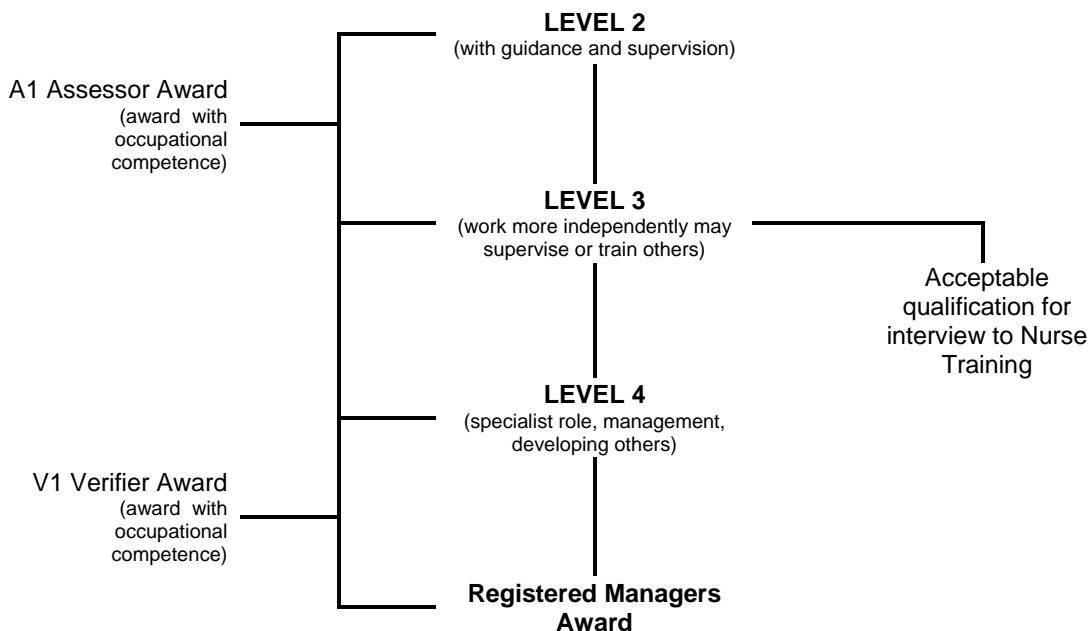 LEVEL 2
(with guidance and supervision)
A1 Assessor Award
(award with
occupational
competence)
LEVEL 3
(work more independently may
supervise or train others)
Acceptable
qualification for
interview to Nurse
Training
LEVEL 4
(specialist role, management,
developing others)
V1 Verifier Award
(award with
occupational
competence)
Registered Managers
Award